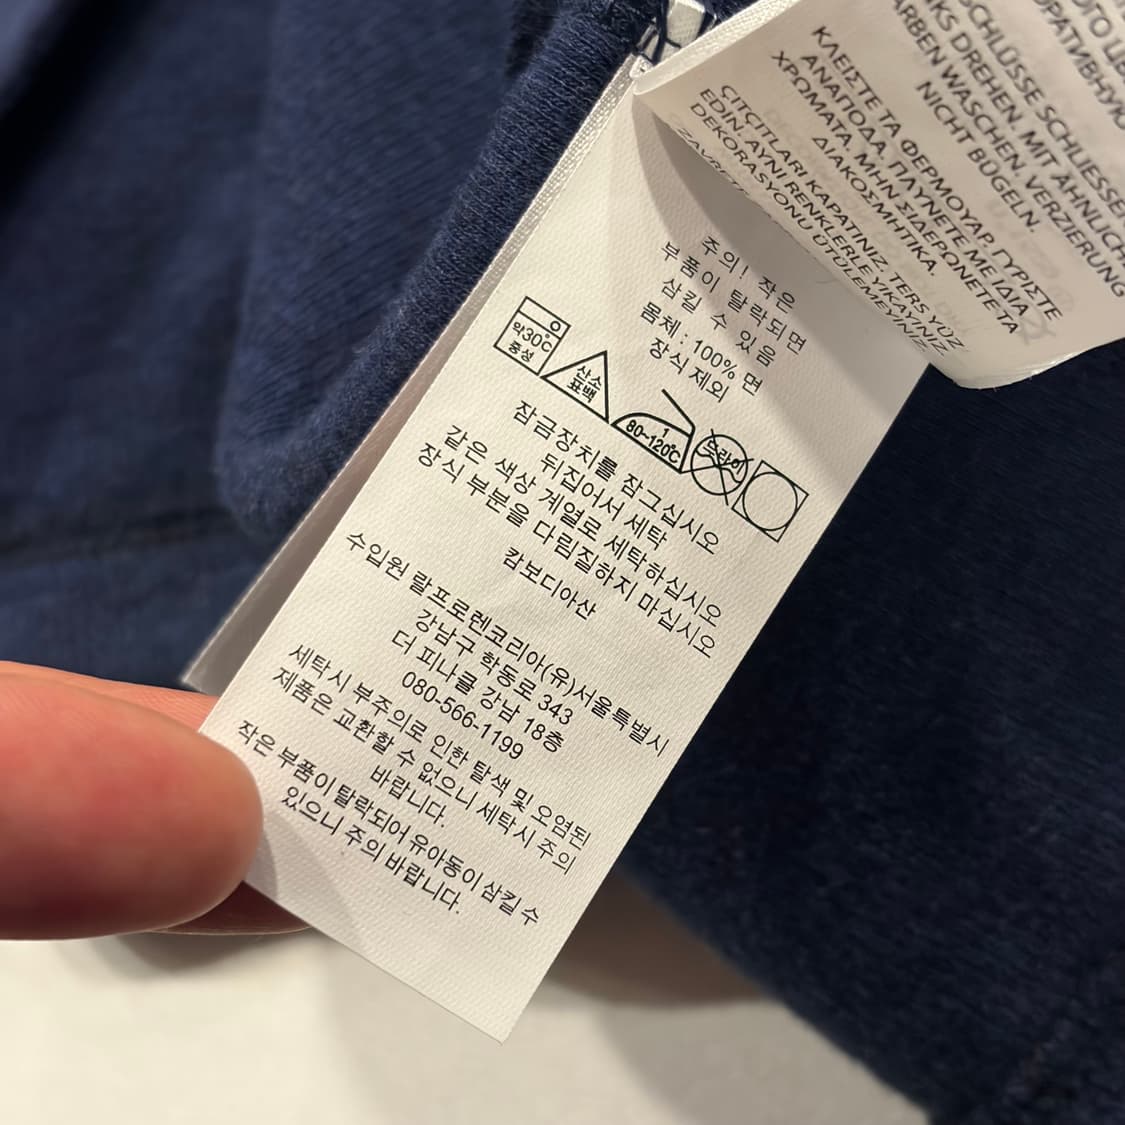 주의! 작은
부품이 탈락되면
삼킬 수 있음
몸체 : 100% 면
장식 제외
약30℃
중성
산소
표백
1
80~120℃
드라이
잠금장치를 잠그십시오
뒤집어서 세탁
같은 색상 계열로 세탁하십시오
장식 부분을 다림질하지 마십시오
캄보디아산
수입원 랄프로렌코리아(유)서울특별시
강남구 학동로 343
더 피나클 강남 18층
080-566-1199
세탁시 부주의로 인한 탈색 및 오염된
제품은 교환할 수 없으니 세탁시 주의
바랍니다.
작은 부품이 탈락되어 유아동이 삼킬 수
있으니 주의 바랍니다.
SCHLÜSSE SCHLIESSEN
KS DREHEN. MIT ÄHNLICH
ARBEN WASCHEN. VERZIERUNG
NICHT BÜGELN.
ΚΛΕΙΣΤΕ ΤΑ ΦΕΡΜΟΥΑΡ. ΓΥΡΙΣΤΕ
ΑΝΑΠΟΔΑ. ΠΛΥΝΕΤΕ ΜΕ ΙΔΙΑ
ΧΡΩΜΑΤΑ. ΜΗΝ ΣΙΔΕΡΩΝΕΤΕ ΤΑ
ΔΙΑΚΟΣΜΗΤΙΚΑ.
ÇITÇITLARI KAPATINIZ. TERS YÜZ
EDİN. AYNI RENKLERLE YIKAYINIZ.
DEKORASYONU ÜTÜLEMEYİNİZ.